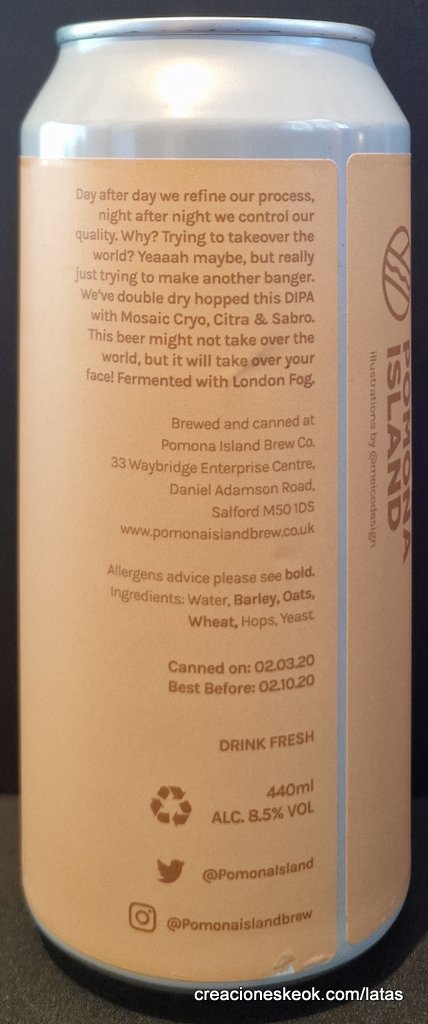 Day after day we refine our process,
night after night we control our
quality. Why? Trying to takeover the
world? Yeaaah maybe, but really
just trying to make another banger.
We've double dry hopped this DIPA
with Mosaic Cryo, Citra & Sabro.
This beer might not take over the
world, but it will take over your
face! Fermented with London Fog.
Brewed and canned at
Pomona Island Brew Co.
33 Waybridge Enterprise Centre,
Daniel Adamson Road,
Salford M50 1DS
www.pomonaislandbrew.co.uk
Allergens advice please see bold.
Ingredients: Water, Barley, Oats,
Wheat, Hops, Yeast.
Canned on: 02.03.20
Best Before: 02.10.20
DRINK FRESH
440ml
ALC. 8.5% VOL
@PomonaIsland
@Pomonaislandbrew
POMONA
ISLAND
illustrations by @meicodesign
creacioneskeok.com/latas